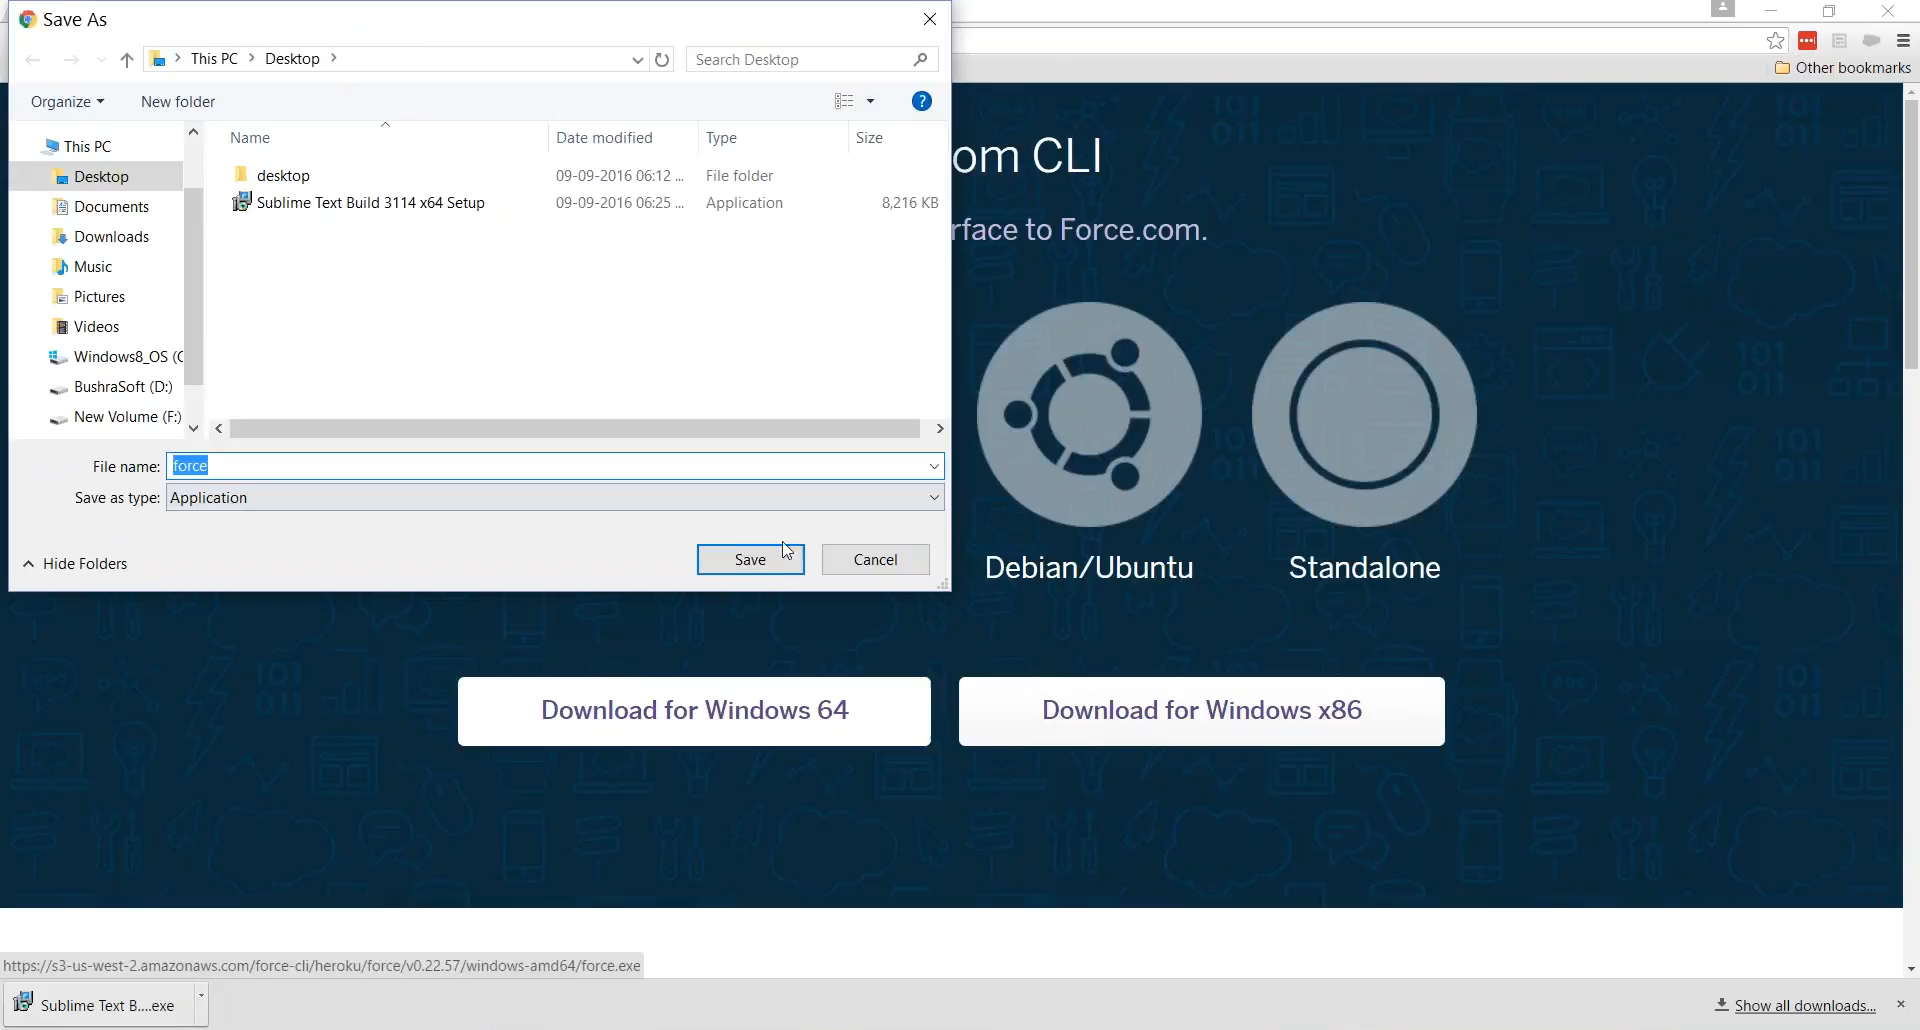 Save As
This PC > Desktop >
Search Desktop
Other bookmarks
Organize
New folder
?
Name
Date modified
Type
Size
This PC
Desktop
Documents
Downloads
Music
Pictures
Videos
Windows8_OS (C
BushraSoft (D:)
New Volume (F:)
desktop
09-09-2016 06:12 ...
File folder
Sublime Text Build 3114 x64 Setup
09-09-2016 06:25 ...
Application
8,216 KB
File name: force
Save as type: Application
Hide Folders
Save
Cancel
om CLI
rface to Force.com.
Debian/Ubuntu
Standalone
Download for Windows 64
Download for Windows x86
https://s3-us-west-2.amazonaws.com/force-cli/heroku/force/v0.22.57/windows-amd64/force.exe
Sublime Text B....exe
Show all downloads...